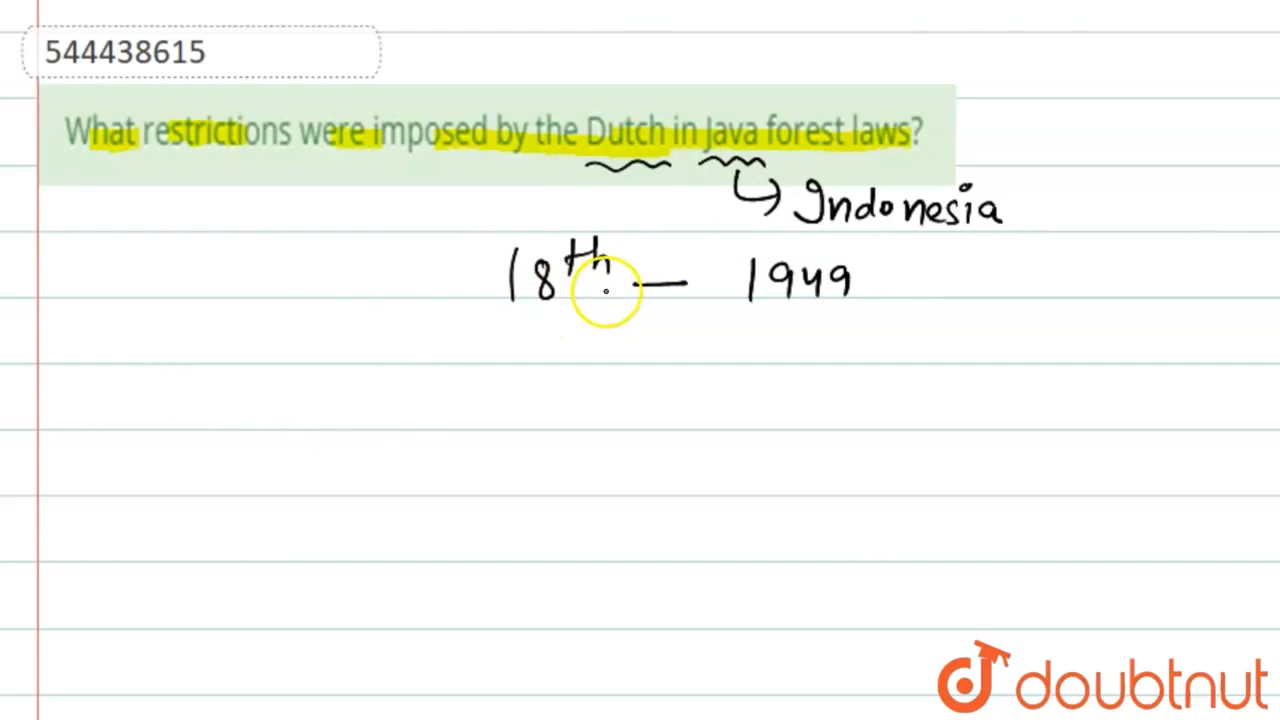 544438615
What restrictions were imposed by the Dutch in Java forest laws?
Indonesia
18th — 1949
doubtnut